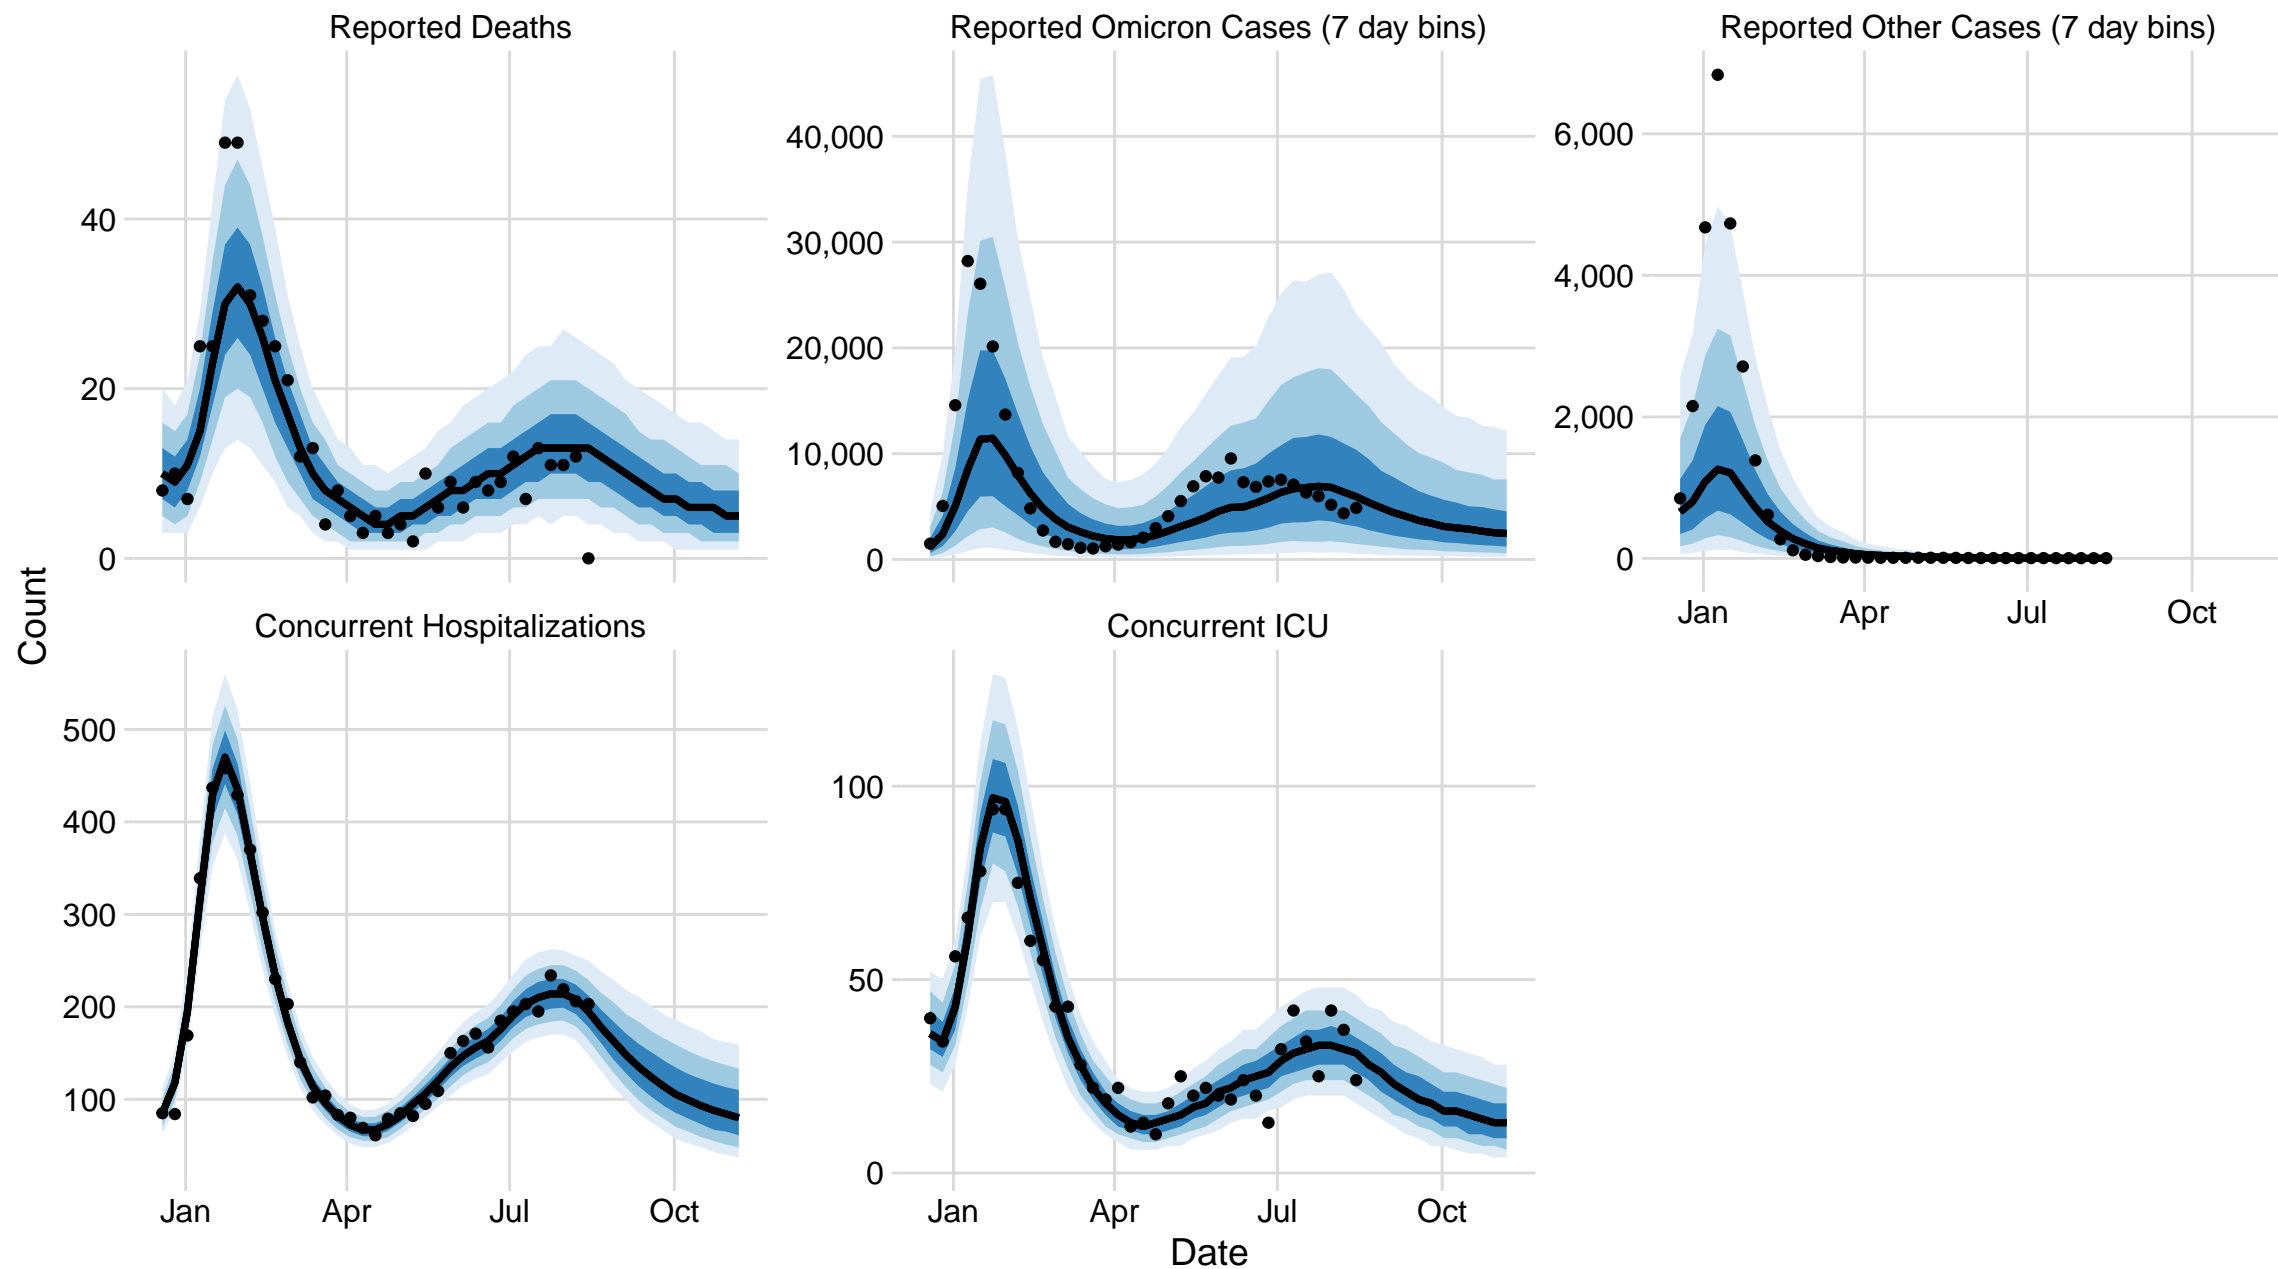 Reported Deaths
Reported Omicron Cases (7 day bins)
Reported Other Cases (7 day bins)
40
20
0
40,000
30,000
20,000
10,000
0
6,000
4,000
2,000
0
Jan Apr Jul Oct
Count
Concurrent Hospitalizations
Concurrent ICU
500
400
300
200
100
100
50
0
Jan Apr Jul Oct
Jan Apr Jul Oct
Date